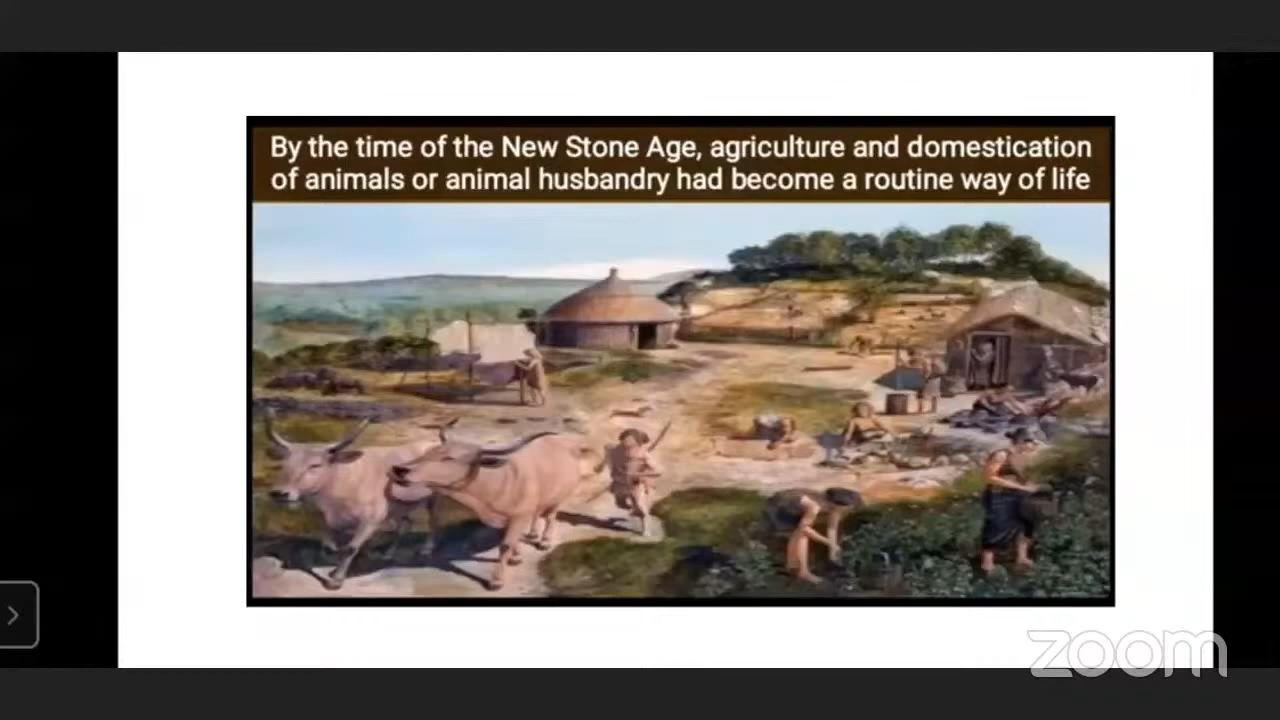 By the time of the New Stone Age, agriculture and domestication
of animals or animal husbandry had become a routine way of life
zoom